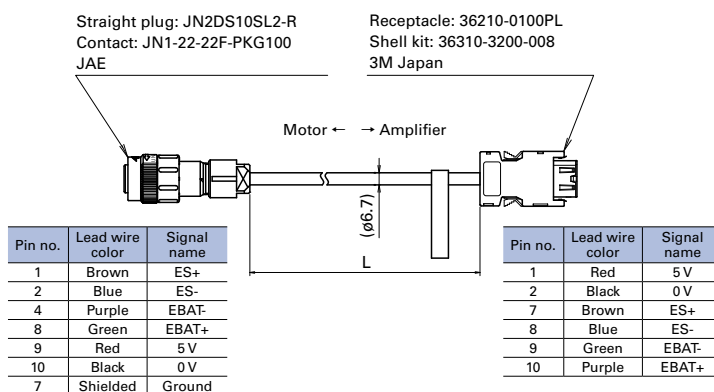 Straight plug: JN2DS10SL2-R
Contact: JN1-22-22F-PKG100
JAE
Receptacle: 36210-0100PL
Shell kit: 36310-3200-008
3M Japan
Motor ← → Amplifier
(ø6.7)
L
Pin no. Lead wire color Signal name
1 Brown ES+
2 Blue ES-
4 Purple EBAT-
8 Green EBAT+
9 Red 5 V
10 Black 0 V
7 Shielded Ground
Pin no. Lead wire color Signal name
1 Red 5 V
2 Black 0 V
7 Brown ES+
8 Blue ES-
9 Green EBAT-
10 Purple EBAT+